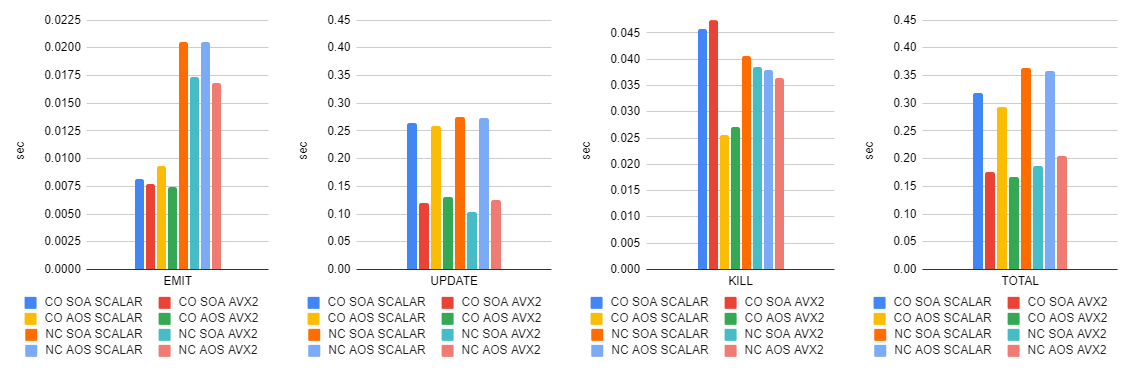 0.0225
0.0200
0.0175
0.0150
0.0125
0.0100
0.0075
0.0050
0.0025
0.0000
sec
EMIT
CO SOA SCALAR CO SOA AVX2
CO AOS SCALAR CO AOS AVX2
NC SOA SCALAR NC SOA AVX2
NC AOS SCALAR NC AOS AVX2
0.45
0.40
0.35
0.30
0.25
0.20
0.15
0.10
0.05
0.00
sec
UPDATE
CO SOA SCALAR CO SOA AVX2
CO AOS SCALAR CO AOS AVX2
NC SOA SCALAR NC SOA AVX2
NC AOS SCALAR NC AOS AVX2
0.045
0.040
0.035
0.030
0.025
0.020
0.015
0.010
0.005
0.000
sec
KILL
CO SOA SCALAR CO SOA AVX2
CO AOS SCALAR CO AOS AVX2
NC SOA SCALAR NC SOA AVX2
NC AOS SCALAR NC AOS AVX2
0.45
0.40
0.35
0.30
0.25
0.20
0.15
0.10
0.05
0.00
sec
TOTAL
CO SOA SCALAR CO SOA AVX2
CO AOS SCALAR CO AOS AVX2
NC SOA SCALAR NC SOA AVX2
NC AOS SCALAR NC AOS AVX2